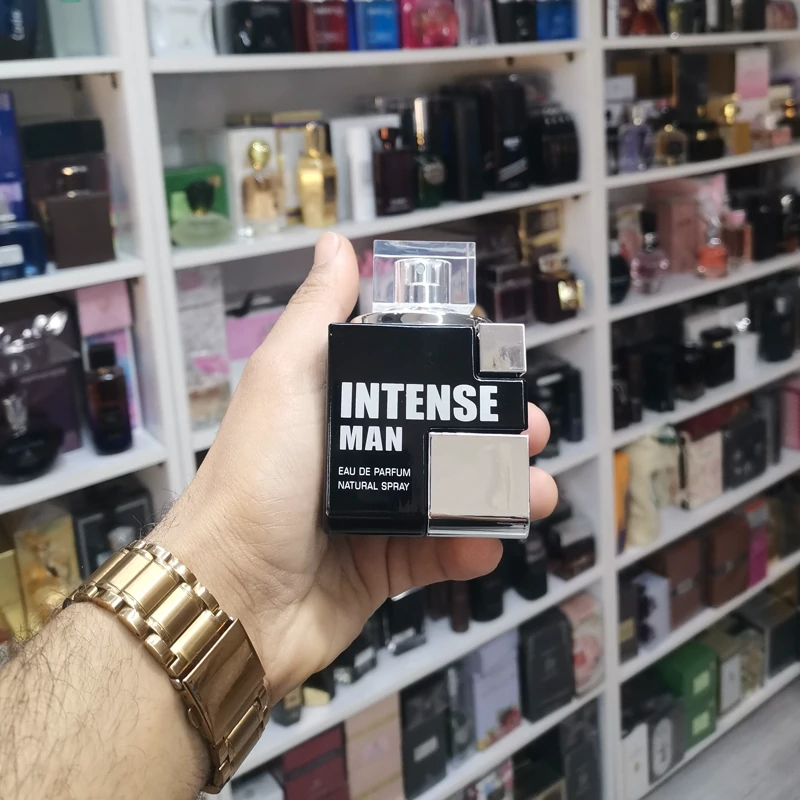 INTENSE
MAN
EAU DE PARFUM
NATURAL SPRAY